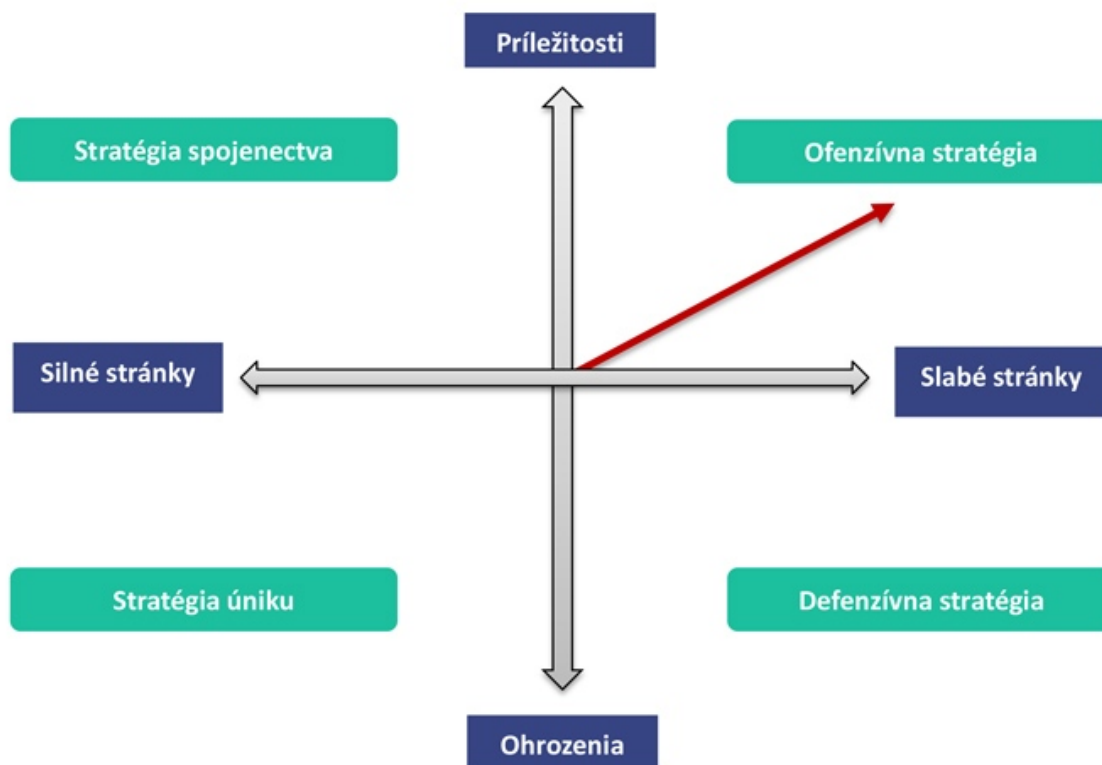 Príležitosti
Stratégia spojenectva
Ofenzívna stratégia
Silné stránky
Slabé stránky
Stratégia úniku
Defenzívna stratégia
Ohrozenia